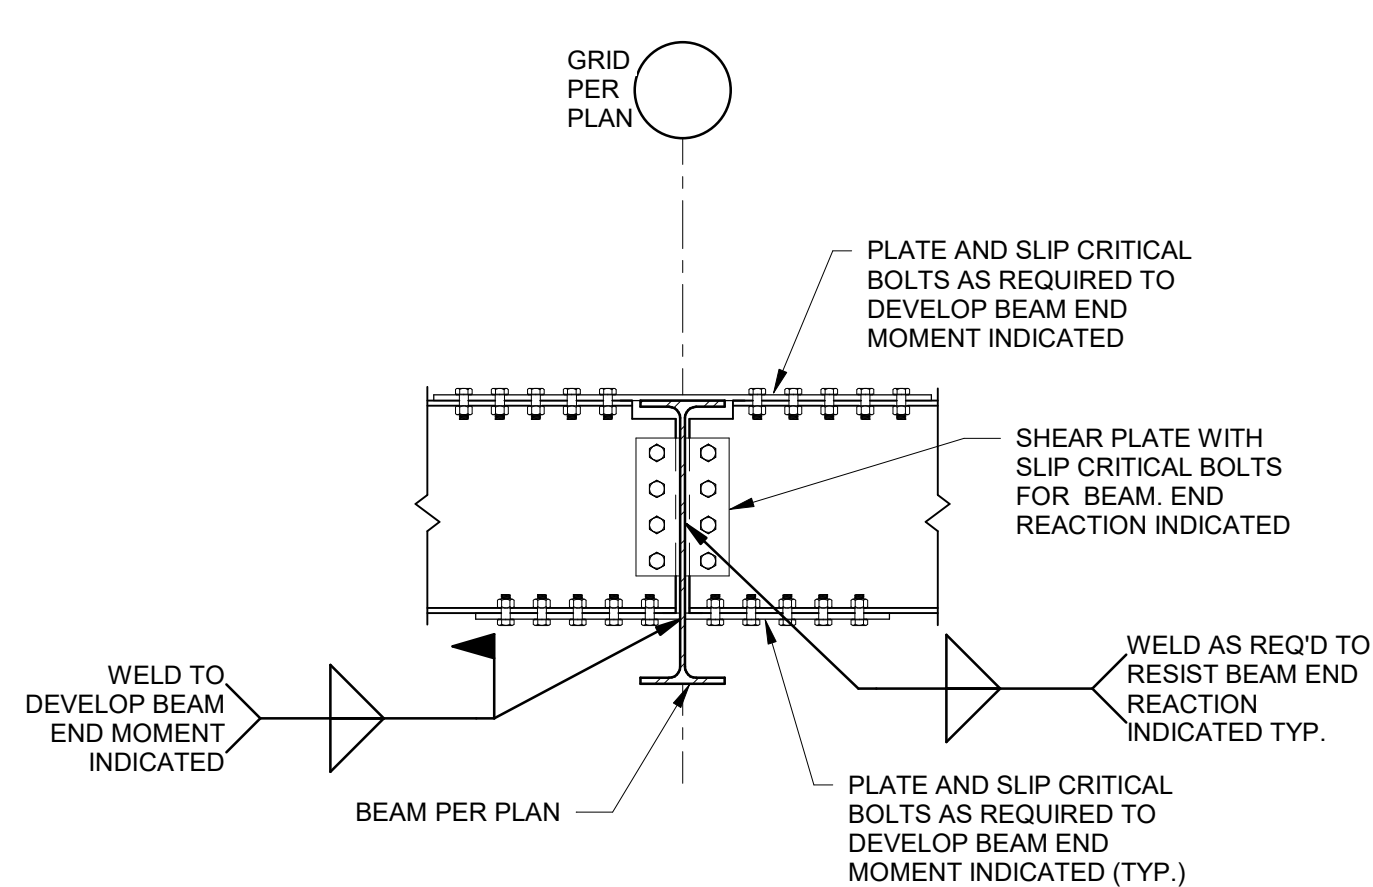 GRID
PER
PLAN
PLATE AND SLIP CRITICAL
BOLTS AS REQUIRED TO
DEVELOP BEAM END
MOMENT INDICATED
SHEAR PLATE WITH
SLIP CRITICAL BOLTS
FOR BEAM. END
REACTION INDICATED
WELD TO
DEVELOP BEAM
END MOMENT
INDICATED
WELD AS REQ'D TO
RESIST BEAM END
REACTION
INDICATED TYP.
BEAM PER PLAN
PLATE AND SLIP CRITICAL
BOLTS AS REQUIRED TO
DEVELOP BEAM END
MOMENT INDICATED (TYP.)